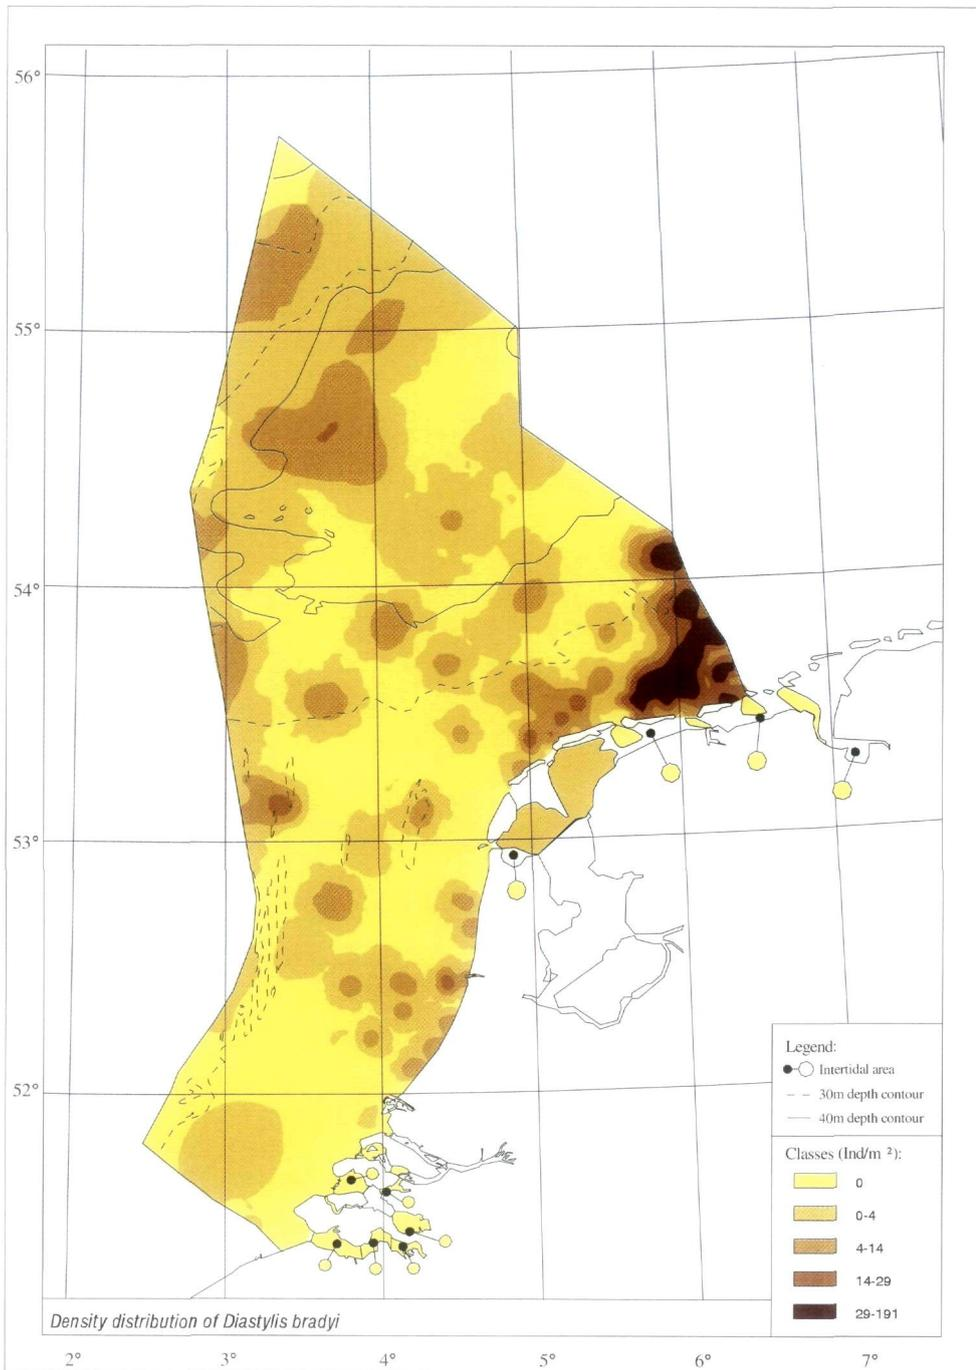 56°
55°
54°
53°
52°
Legend:
Intertidal area
30m depth contour
40m depth contour
Classes (Ind/m ²):
0
0-4
4-14
14-29
29-191
Density distribution of Diastylis bradyi
2° 3° 4° 5° 6° 7°